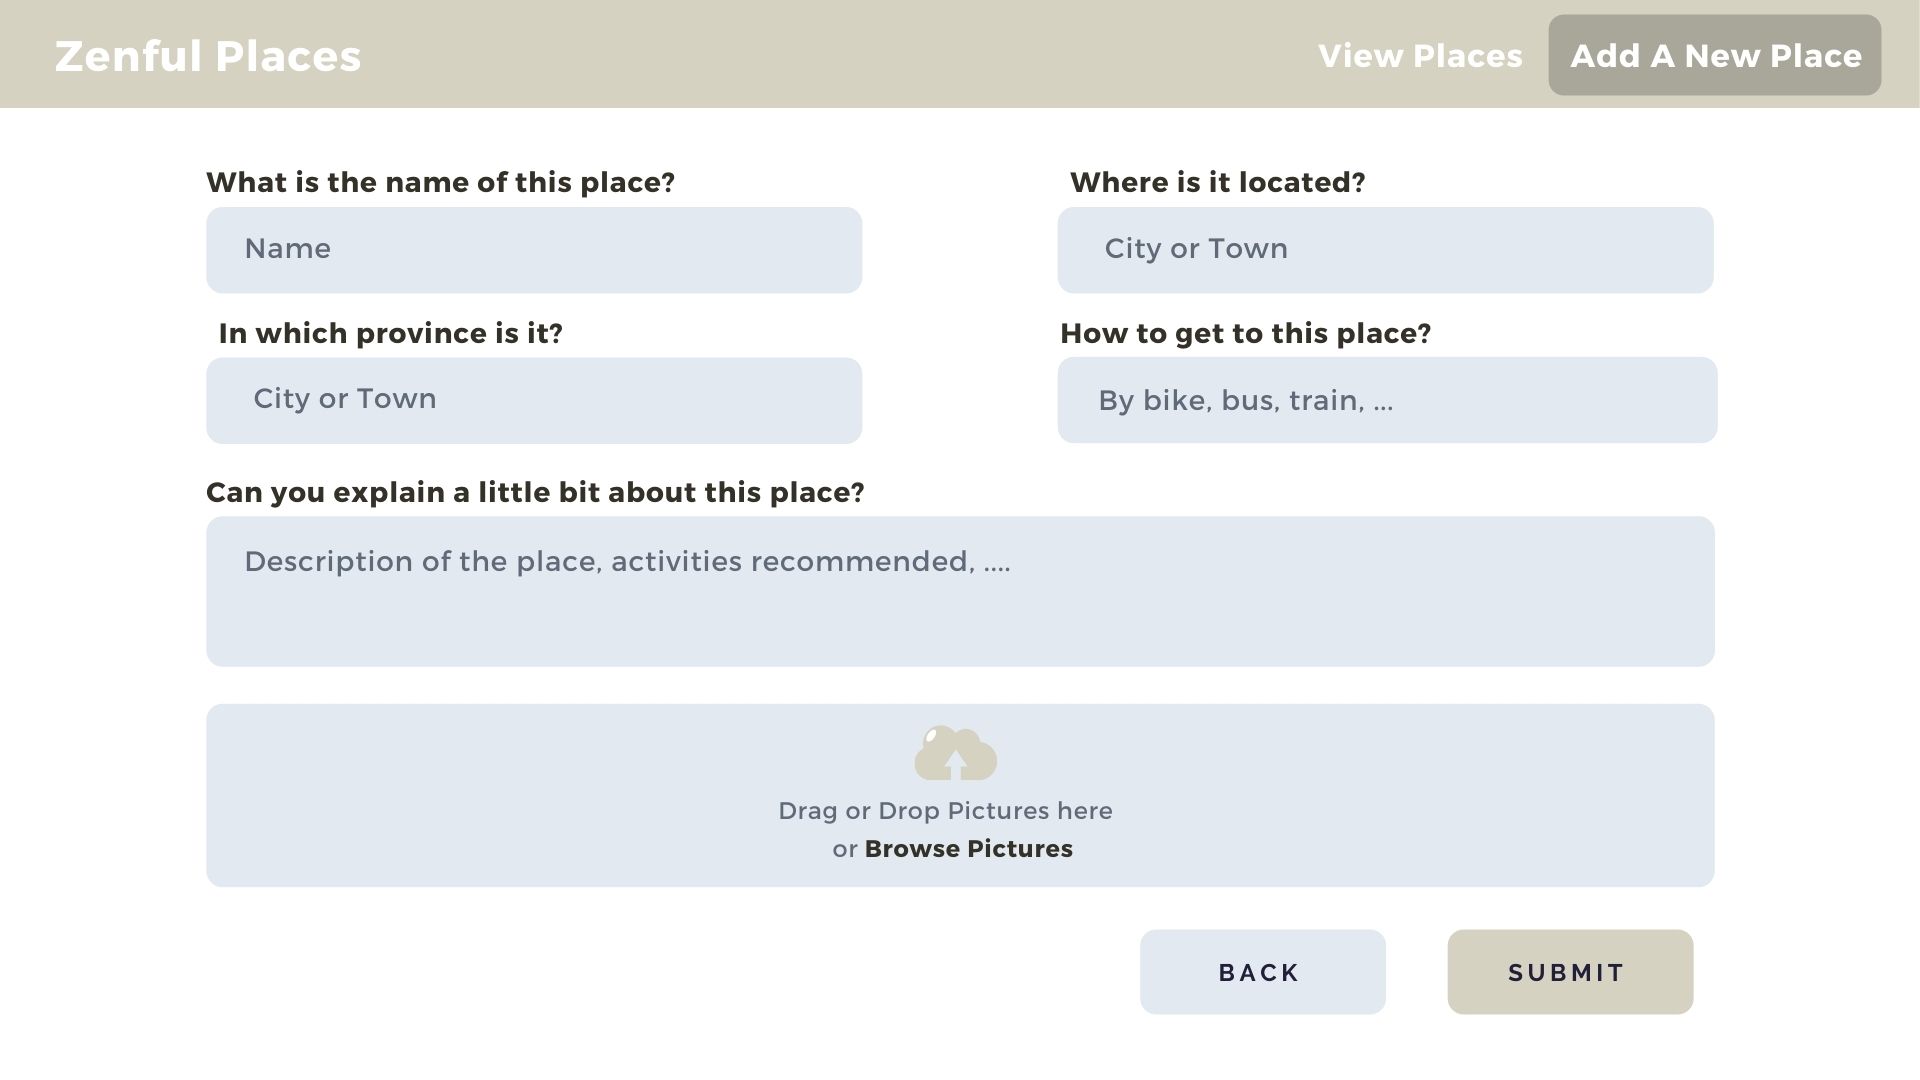 Zenful Places
View Places
Add A New Place
What is the name of this place?
Name
Where is it located?
City or Town
In which province is it?
City or Town
How to get to this place?
By bike, bus, train, ...
Can you explain a little bit about this place?
Description of the place, activities recommended, ....
Drag or Drop Pictures here
or Browse Pictures
BACK
SUBMIT